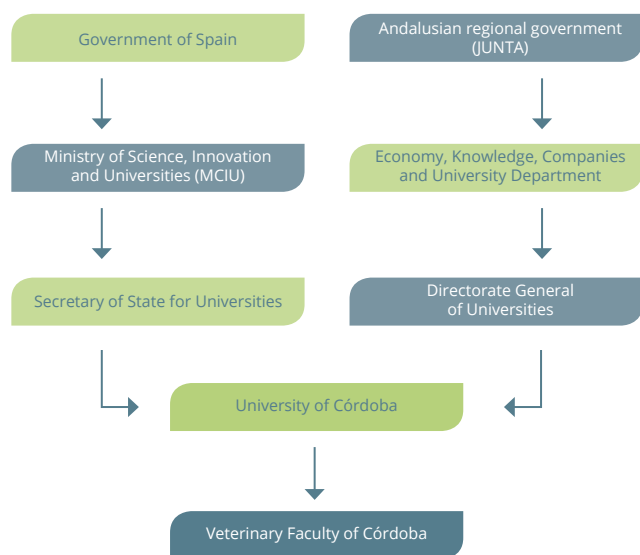 Government of Spain
Andalusian regional government
(JUNTA)
Ministry of Science, Innovation
and Universities (MCIU)
Economy, Knowledge, Companies
and University Department
Secretary of State for Universities
Directorate General
of Universities
University of Córdoba
Veterinary Faculty of Córdoba